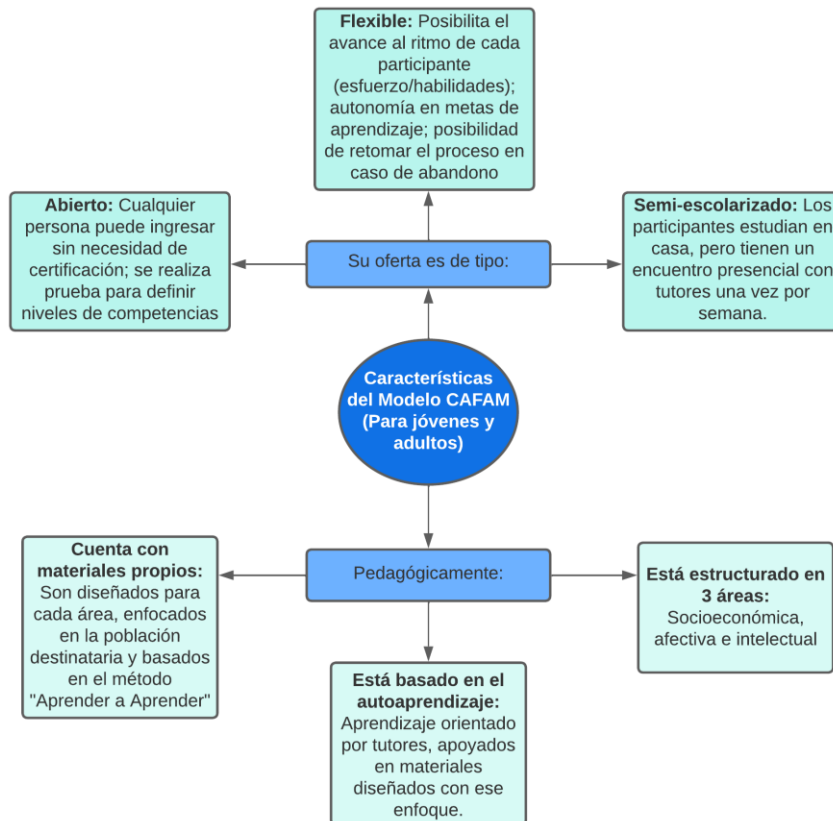 Flexible: Posibilita el
avance al ritmo de cada
participante
(esfuerzo/habilidades);
autonomía en metas de
aprendizaje; posibilidad
de retomar el proceso en
caso de abandono
Abierto: Cualquier
persona puede ingresar
sin necesidad de
certificación; se realiza
prueba para definir
niveles de competencias
Su oferta es de tipo:
Semi-escolarizado: Los
participantes estudian en
casa, pero tienen un
encuentro presencial con
tutores una vez por
semana.
Características
del Modelo CAFAM
(Para jóvenes y
adultos)
Cuenta con
materiales propios:
Son diseñados para
cada área, enfocados
en la población
destinataria y basados
en el método
"Aprender a Aprender"
Pedagógicamente:
Está estructurado en
3 áreas:
Socioeconómica,
afectiva e intelectual
Está basado en el
autoaprendizaje:
Aprendizaje orientado
por tutores, apoyados
en materiales
diseñados con ese
enfoque.